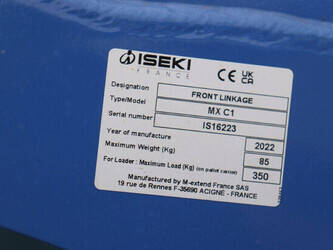 ISEKI
FRANCE
CE UK CA
Designation FRONT LINKAGE
Type/Model MX C1
Serial number IS16223
Year of manufacture 2022
Maximum Weight (Kg) 85
For Loader : Maximum Load (Kg) (on pallet carrier) 350
Manufactured by M-extend France SAS
19 rue de Rennes F-35690 ACIGNÉ - FRANCE